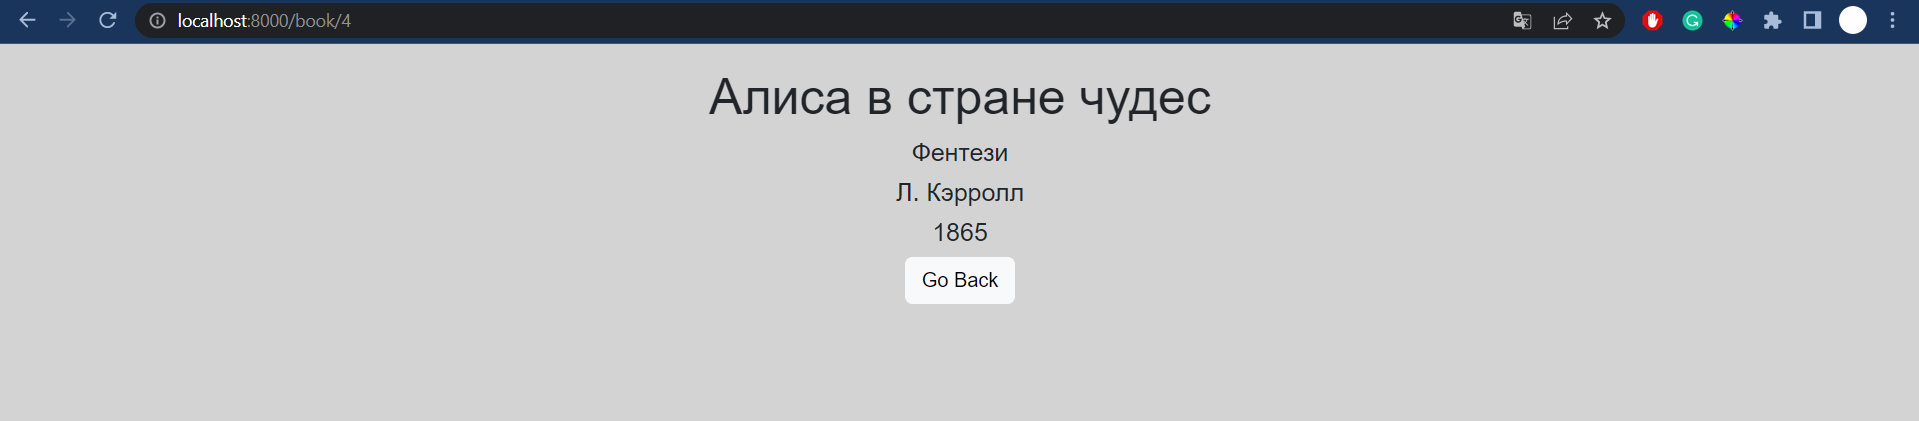 localhost:8000/book/4
Алиса в стране чудес
Фентези
Л. Кэрролл
1865
Go Back